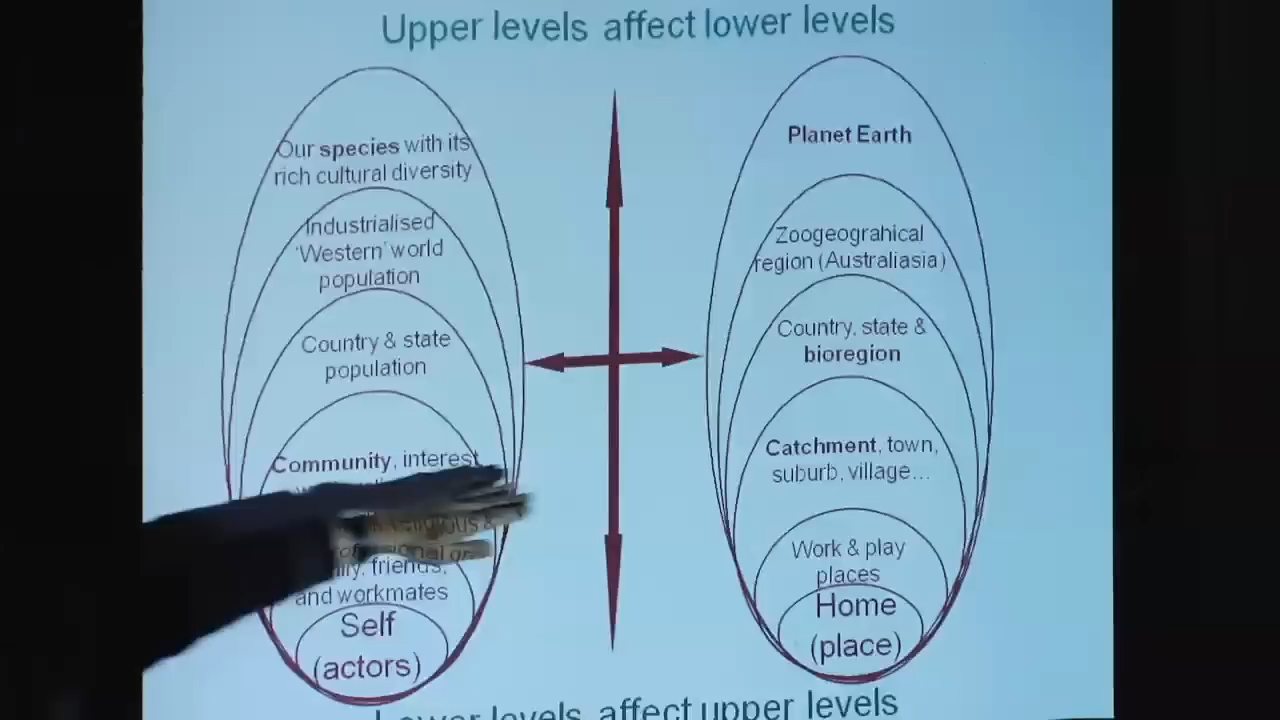 Upper levels affect lower levels
Our species with its
rich cultural diversity
Industrialised
'Western' world
population
Country & state
population
Community, interest
&
friends,
and workmates
Self
(actors)
Planet Earth
Zoogeograhical
region (Australiasia)
Country, state &
bioregion
Catchment, town,
suburb, village...
Work & play
places
Home
(place)
Lower levels affect upper levels